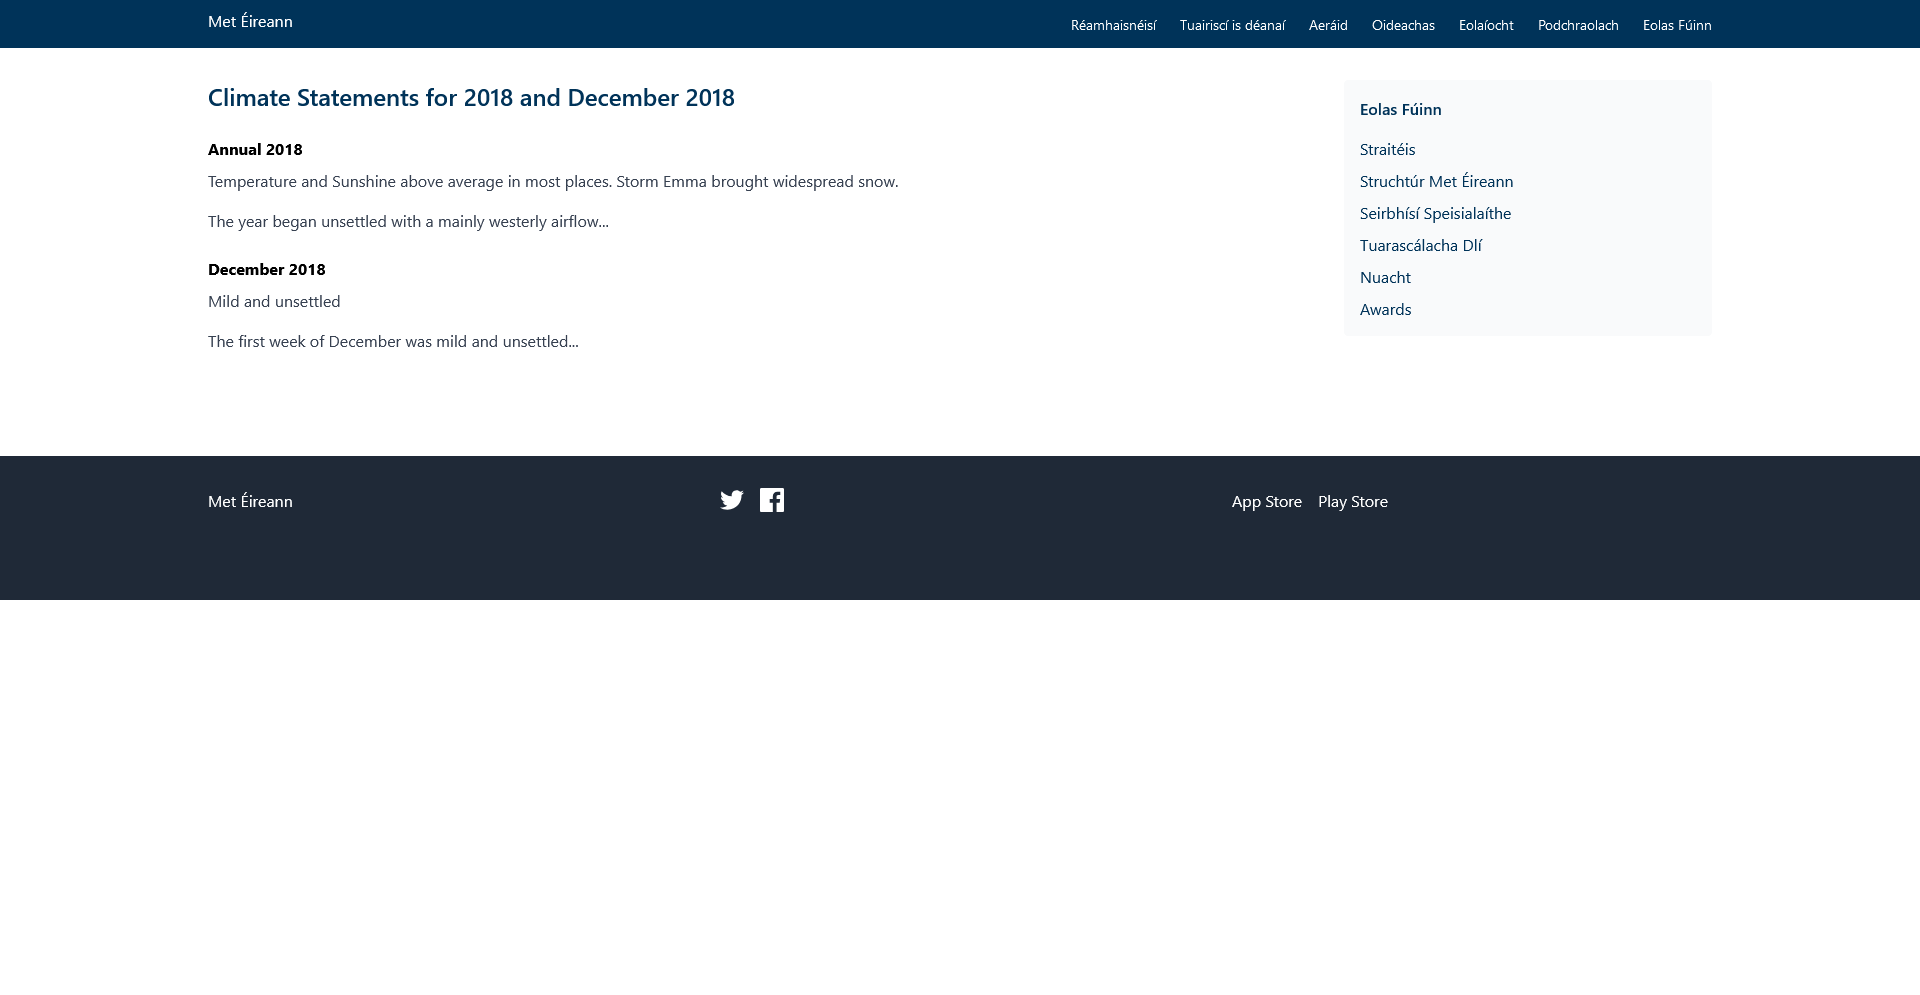 Met Éireann
Réamhaisnéisí
Tuairiscí is déanaí
Aeráid
Oideachas
Eolaíocht
Podchraolach
Eolas Fúinn
Climate Statements for 2018 and December 2018
Annual 2018
Temperature and Sunshine above average in most places. Storm Emma brought widespread snow.
The year began unsettled with a mainly westerly airflow...
December 2018
Mild and unsettled
The first week of December was mild and unsettled...
Eolas Fúinn
Straitéis
Struchtúr Met Éireann
Seirbhísí Speisialaíthe
Tuarascálacha Dlí
Nuacht
Awards
Met Éireann
App Store
Play Store